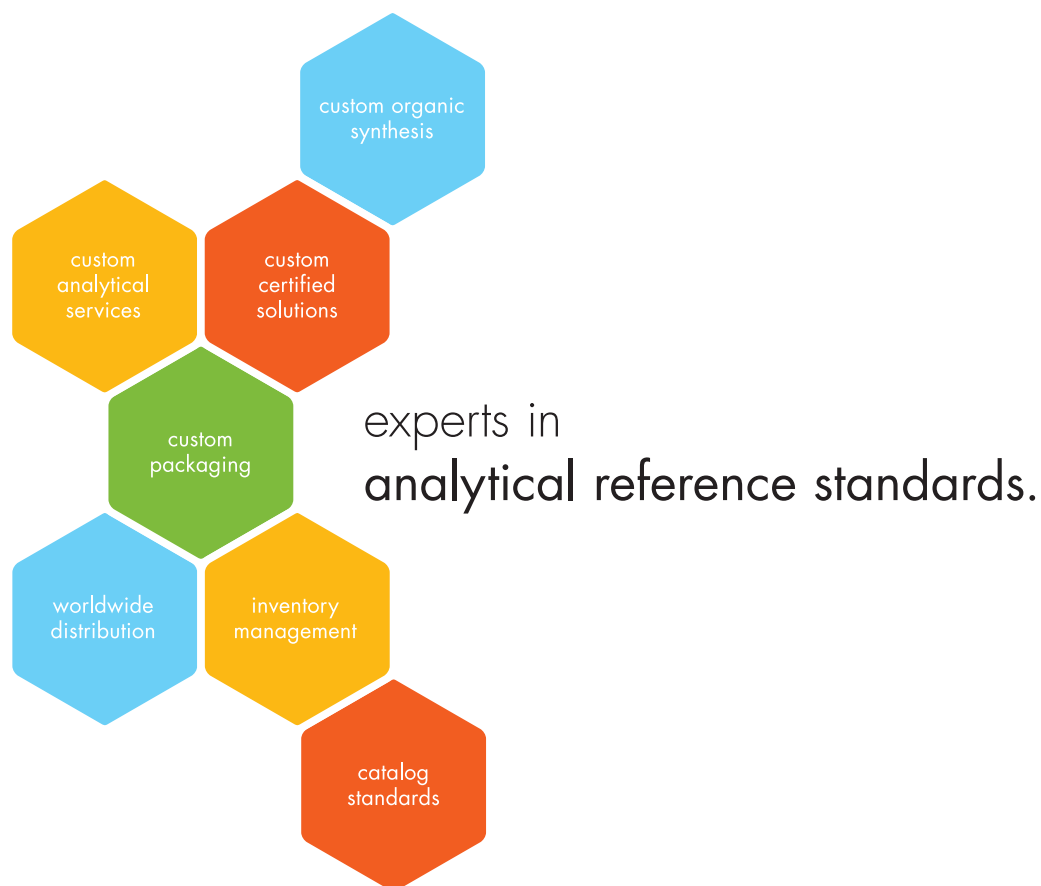 custom organic
synthesis
custom
analytical
services
custom
certified
solutions
custom
packaging
experts in
analytical reference standards.
worldwide
distribution
inventory
management
catalog
standards